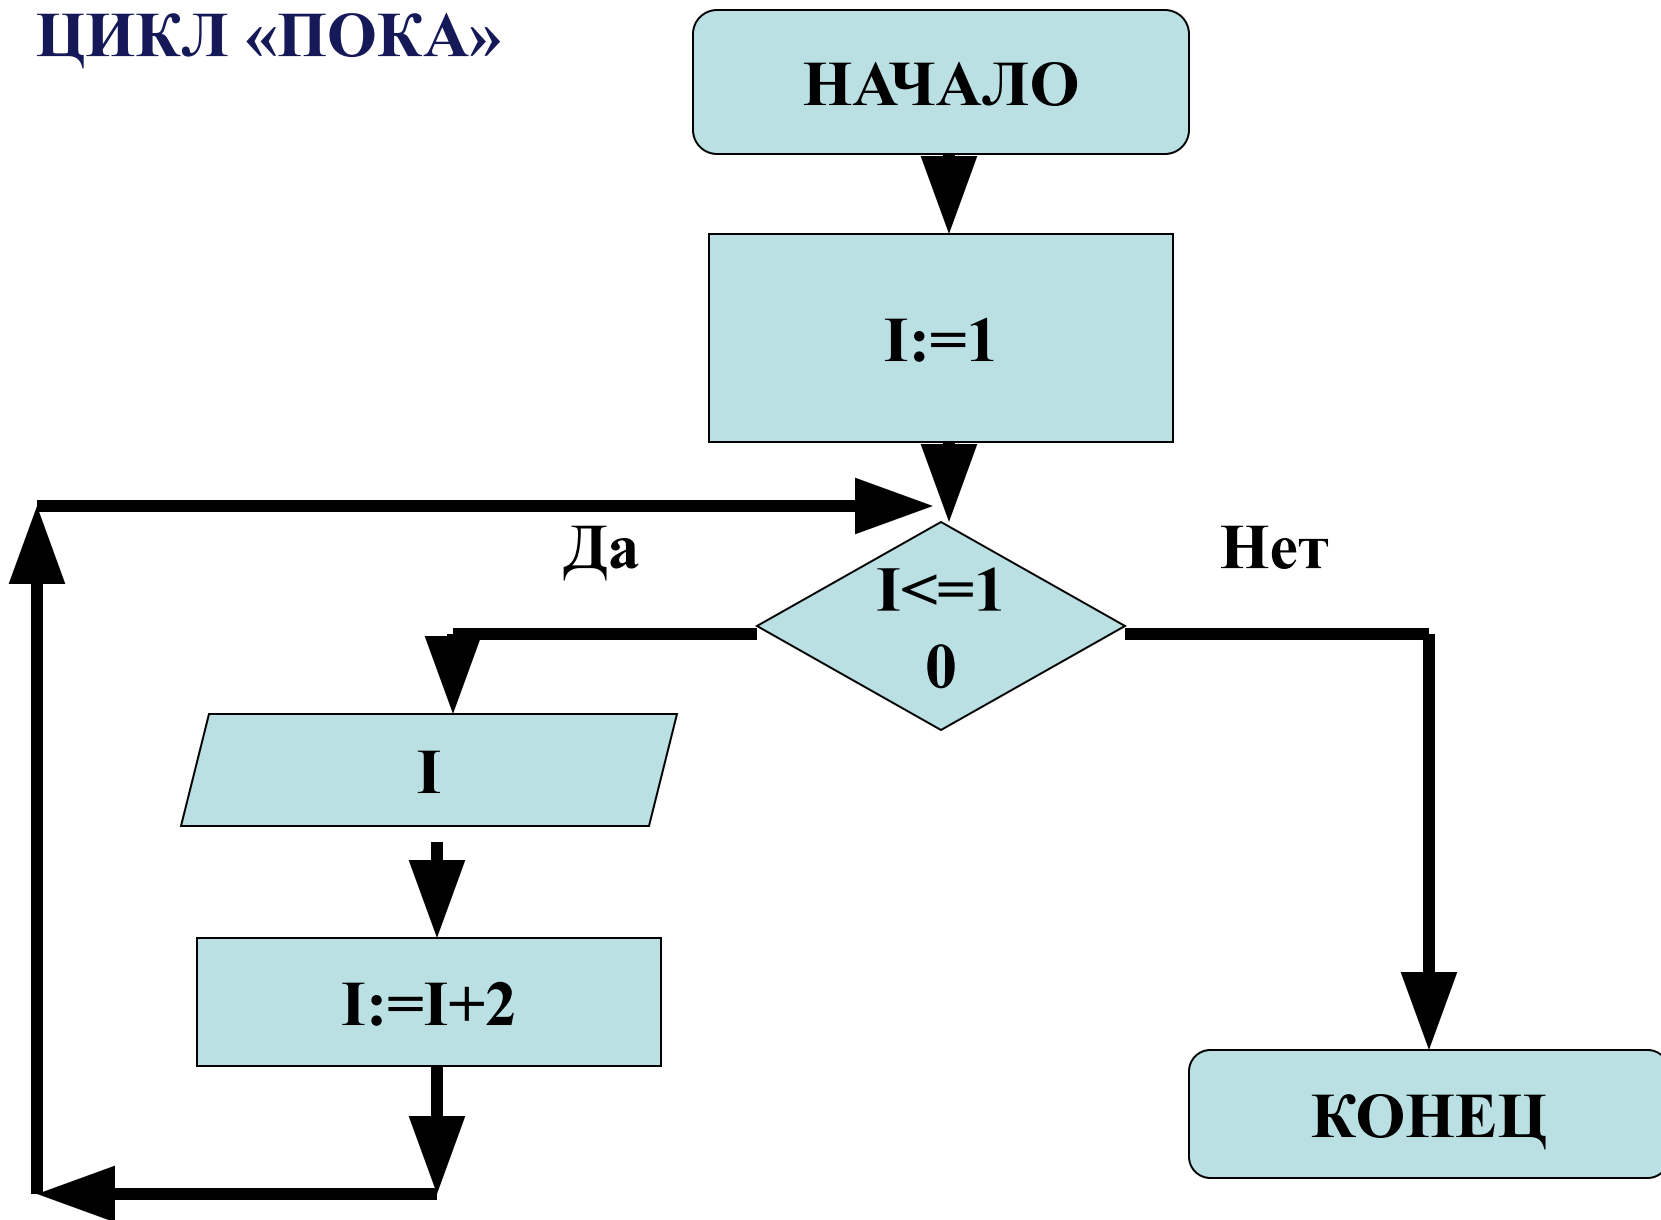 ЦИКЛ «ПОКА»
НАЧАЛО
I:=1
Да
Нет
I<=1
0
I
I:=I+2
КОНЕЦ